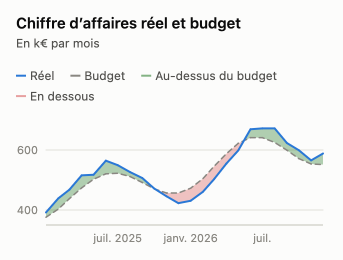 Chiffre d’affaires réel et budget
En k€ par mois
Réel Budget Au-dessus du budget
En dessous
600
400
juil. 2025 janv. 2026 juil.